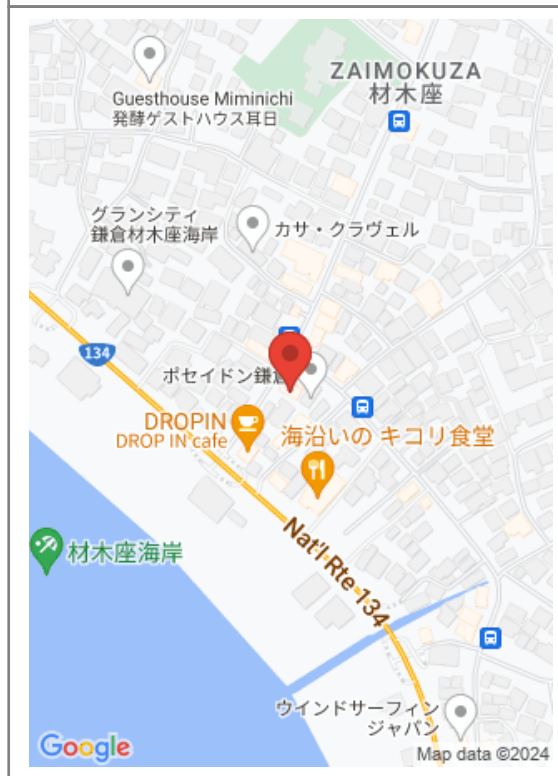 ZAIMOKUZA
材木座
Guesthouse Miminichi
発酵ゲストハウス耳日
グランシティ
鎌倉材木座海岸
カサ・クラヴェル
134
ポセイドン鎌倉
DROPIN
DROP IN cafe
海沿いの キコリ食堂
Nat'l Rte 134
材木座海岸
ウインドサーフィン
ジャパン
Google
Map data ©2024